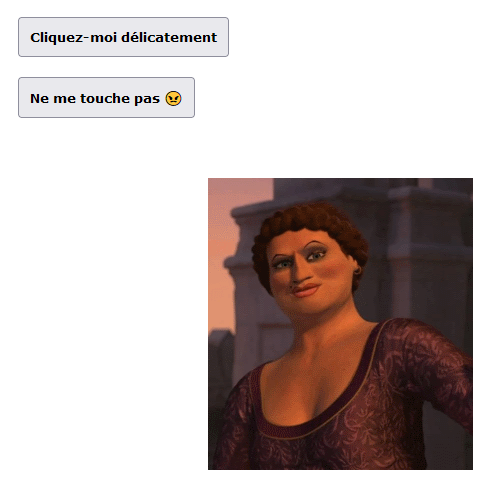 Cliquez-moi délicatement
Ne me touche pas 😠